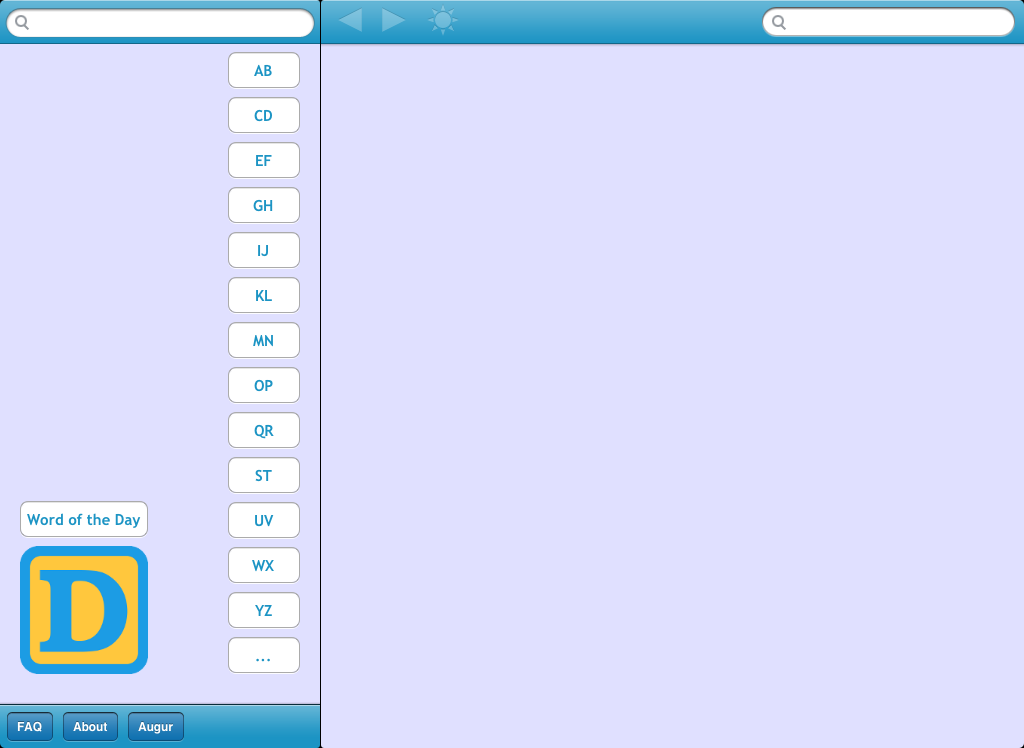 AB
CD
EF
GH
IJ
KL
MN
OP
QR
ST
UV
WX
YZ
...
Word of the Day
D
FAQ
About
Augur